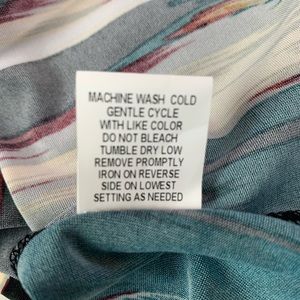 MACHINE WASH COLD
GENTLE CYCLE
WITH LIKE COLOR
DO NOT BLEACH
TUMBLE DRY LOW
REMOVE PROMPTLY
IRON ON REVERSE
SIDE ON LOWEST
SETTING AS NEEDED